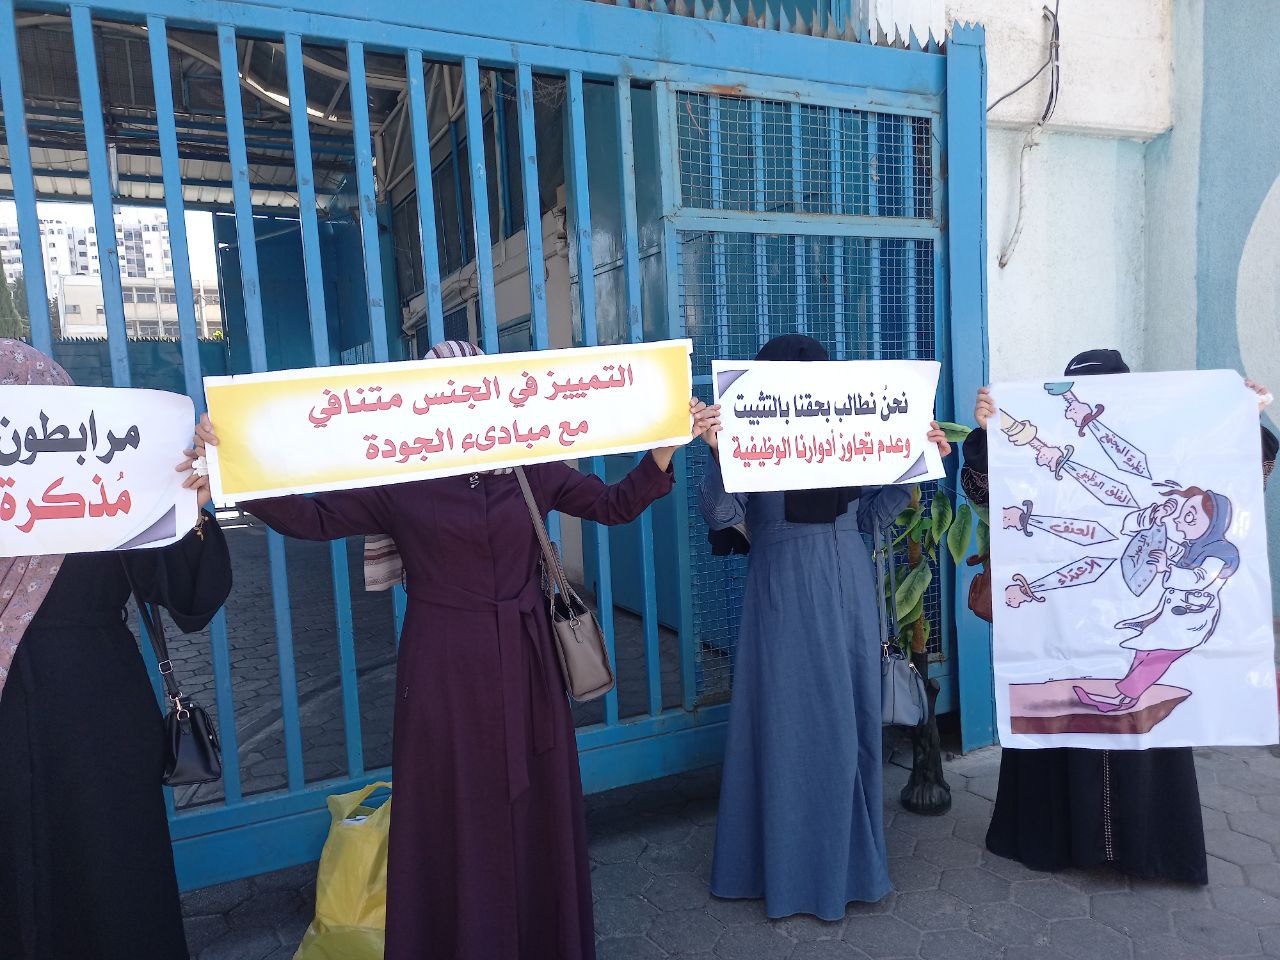 التمييز في الجنس متنافي
مع مبادىء الجودة
نحنُ نطالب بحقنا بالتثبيت
وعدم تجاوز أدوارنا الوظيفية
مرابطون
مُذكرة
نظرة المجتمع
القلق الوظيفي
العنف
الاعتداء